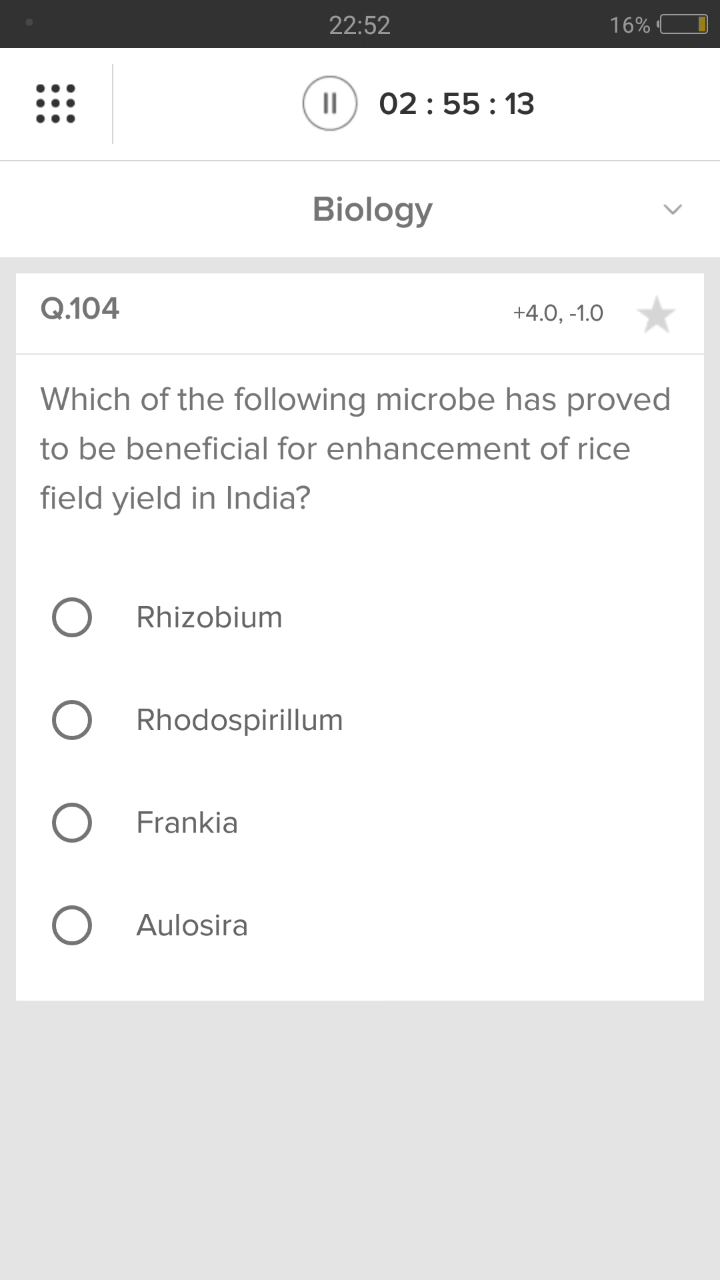 22:52
16%
02 : 55 : 13
Biology
Q.104
+4.0, -1.0
Which of the following microbe has proved
to be beneficial for enhancement of rice
field yield in India?
Rhizobium
Rhodospirillum
Frankia
Aulosira